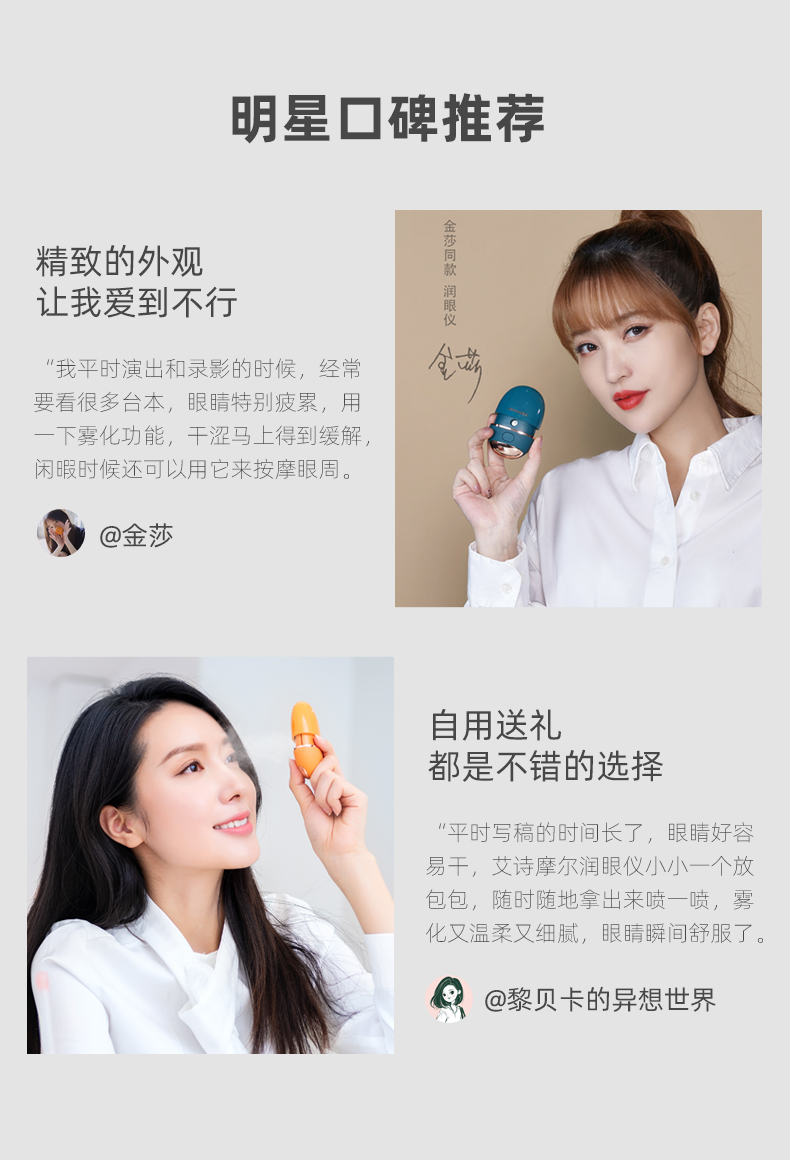 明星口碑推荐
精致的外观
让我爱到不行
“我平时演出和录影的时候，经常
要看很多台本，眼睛特别疲累，用
一下雾化功能，干涩马上得到缓解，
闲暇时候还可以用它来按摩眼周。
@金莎
金莎同款 润眼仪
金莎
自用送礼
都是不错的选择
“平时写稿的时间长了，眼睛好容
易干，艾诗摩尔润眼仪小小一个放
包包，随时随地拿出来喷一喷，雾
化又温柔又细腻，眼睛瞬间舒服了。
@黎贝卡的异想世界